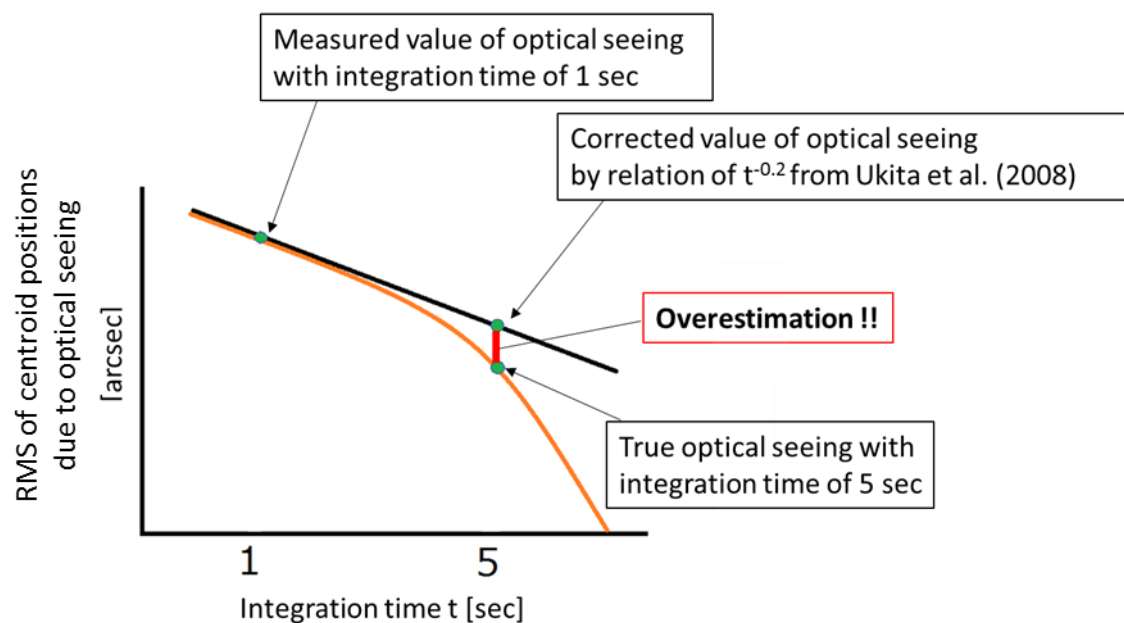 Measured value of optical seeing
with integration time of 1 sec
Corrected value of optical seeing
by relation of t⁻⁰·² from Ukita et al. (2008)
RMS of centroid positions
due to optical seeing
[arcsec]
Overestimation !!
True optical seeing with
integration time of 5 sec
1
5
Integration time t [sec]